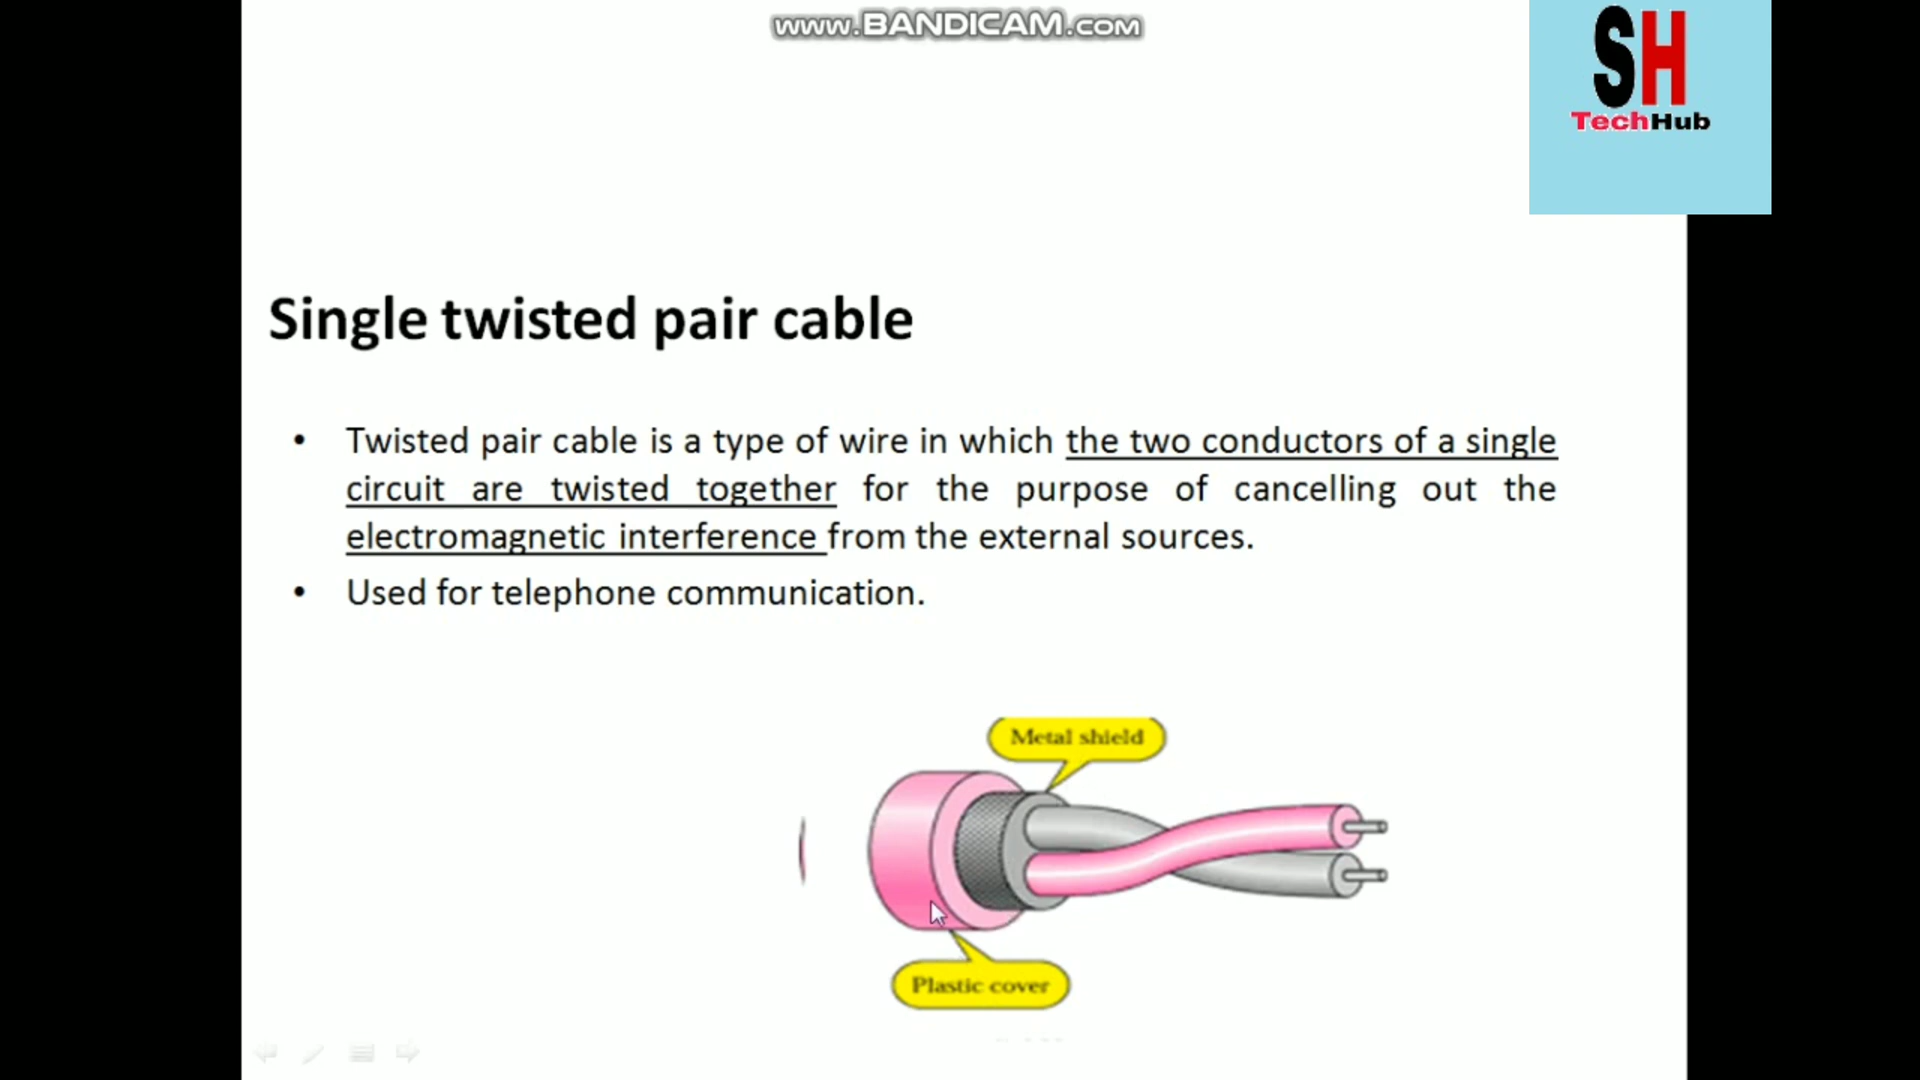 www.BANDICAM.com
SH
TechHub
Single twisted pair cable
• Twisted pair cable is a type of wire in which the two conductors of a single
circuit are twisted together for the purpose of cancelling out the
electromagnetic interference from the external sources.
• Used for telephone communication.
Metal shield
Plastic cover